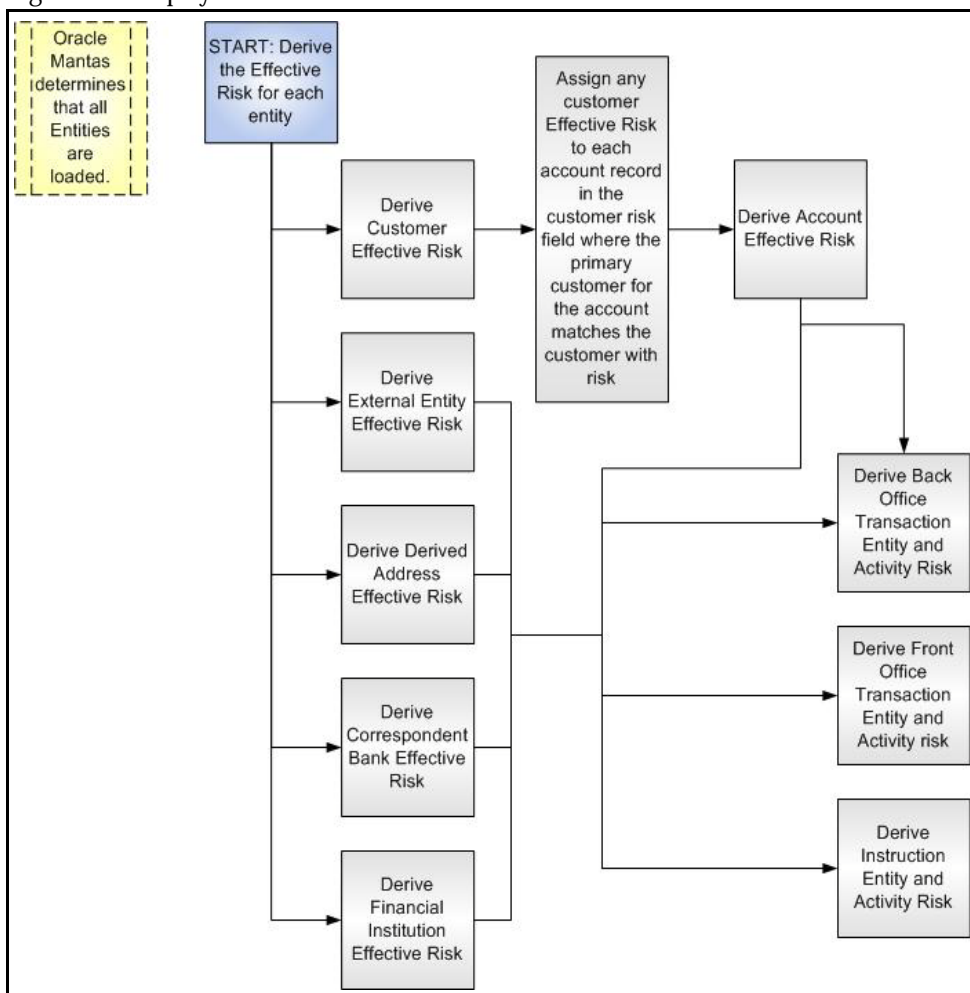 Oracle
Mantas
determines
that all
Entities
are
loaded.
START: Derive
the Effective
Risk for each
entity
Derive
Customer
Effective Risk
Assign any
customer
Effective Risk
to each
account record
in the
customer risk
field where the
primary
customer for
the account
matches the
customer with
risk
Derive Account
Effective Risk
Derive
External Entity
Effective Risk
Derive Derived
Address
Effective Risk
Derive
Correspondent
Bank Effective
Risk
Derive
Financial
Institution
Effective Risk
Derive Back
Office
Transaction
Entity and
Activity Risk
Derive Front
Office
Transaction
Entity and
Activity risk
Derive
Instruction
Entity and
Activity Risk